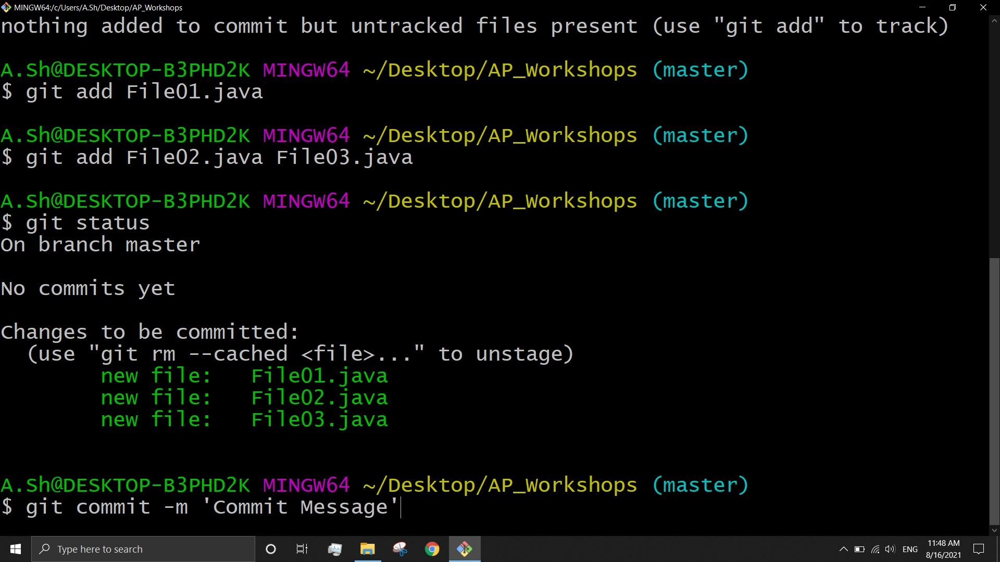 MINGW64:/c/Users/A.Sh/Desktop/AP_Workshops
nothing added to commit but untracked files present (use "git add" to track)
A.Sh@DESKTOP-B3PHD2K MINGW64 ~/Desktop/AP_Workshops (master)
$ git add File01.java
A.Sh@DESKTOP-B3PHD2K MINGW64 ~/Desktop/AP_Workshops (master)
$ git add File02.java File03.java
A.Sh@DESKTOP-B3PHD2K MINGW64 ~/Desktop/AP_Workshops (master)
$ git status
On branch master
No commits yet
Changes to be committed:
  (use "git rm --cached <file>..." to unstage)
        new file:   File01.java
        new file:   File02.java
        new file:   File03.java
A.Sh@DESKTOP-B3PHD2K MINGW64 ~/Desktop/AP_Workshops (master)
$ git commit -m 'Commit Message'
Type here to search
ENG
11:48 AM
8/16/2021